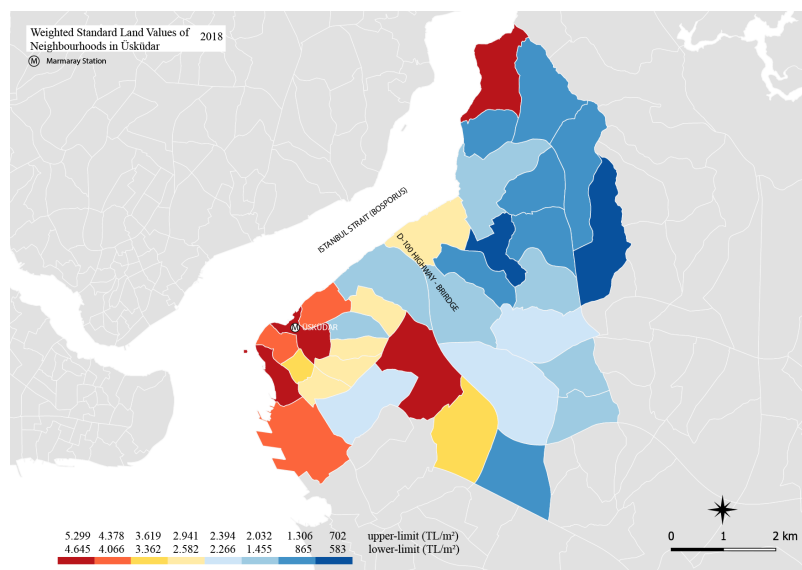 Weighted Standard Land Values of
Neighbourhoods in Üsküdar
2018
M Marmaray Station
ISTANBUL STRAIT (BOSPORUS)
D-100 HIGHWAY - BRIRDGE
M ÜSKÜDAR
5.299 4.378 3.619 2.941 2.394 2.032 1.306 702 upper-limit (TL/m²)
4.645 4.066 3.362 2.582 2.266 1.455 865 583 lower-limit (TL/m²)
0 1 2 km